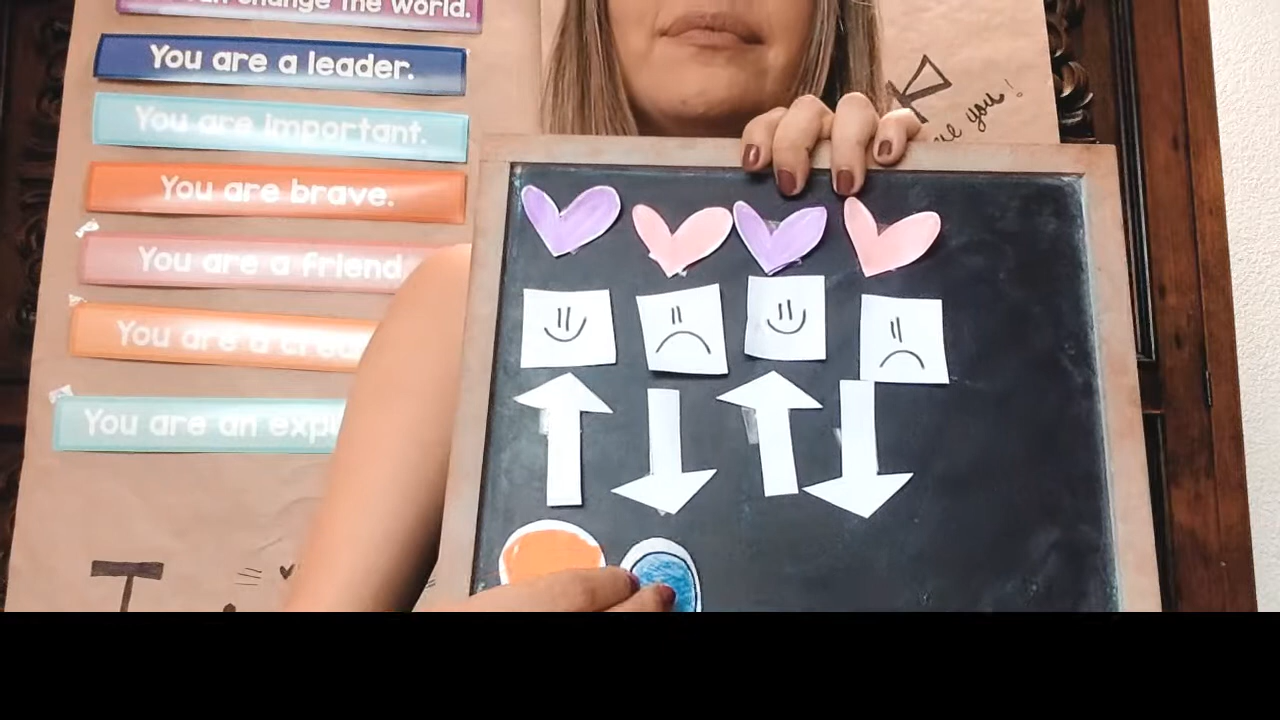 change the world.
You are a leader.
You are important.
You are brave.
You are a friend
You are a
You are an
you!
T
K